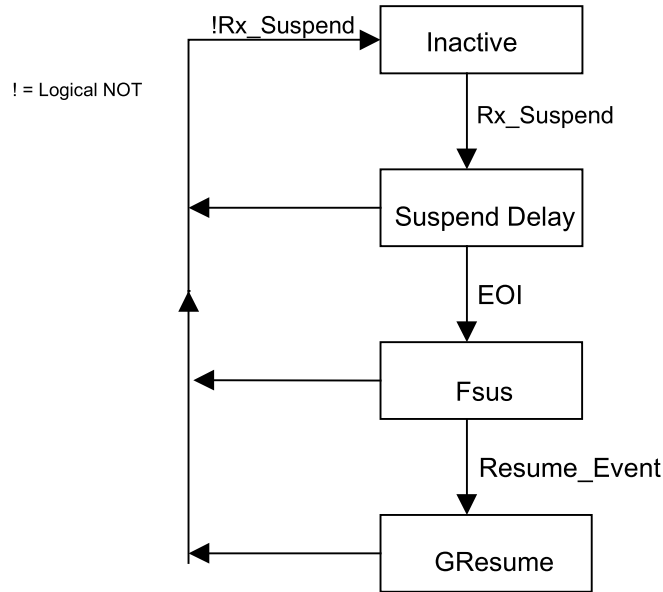 !Rx_Suspend
Inactive
! = Logical NOT
Rx_Suspend
Suspend Delay
EOI
Fsus
Resume_Event
GResume